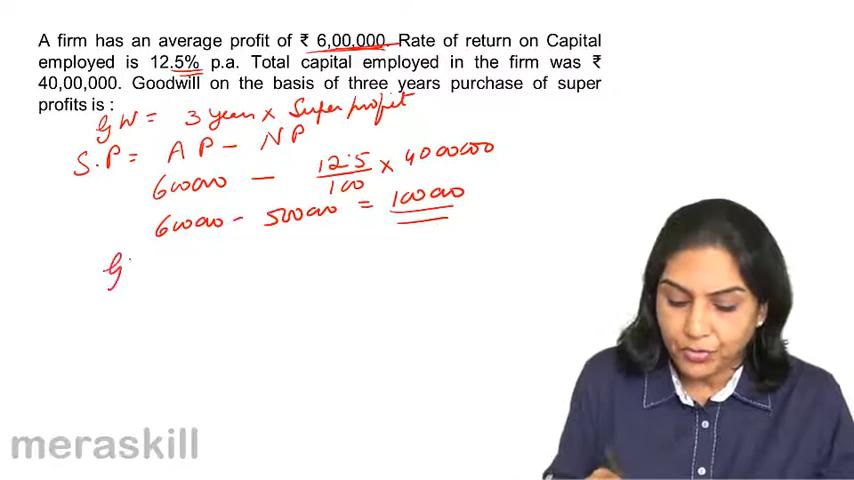 A firm has an average profit of ₹ 6,00,000. Rate of return on Capital
employed is 12.5% p.a. Total capital employed in the firm was ₹
40,00,000. Goodwill on the basis of three years purchase of super
profits is :
GW = 3 years x Super profit
S.P = AP - NP
600000 - 12.5/100 x 4000000
600000 - 500000 = 100000
G
meraskill